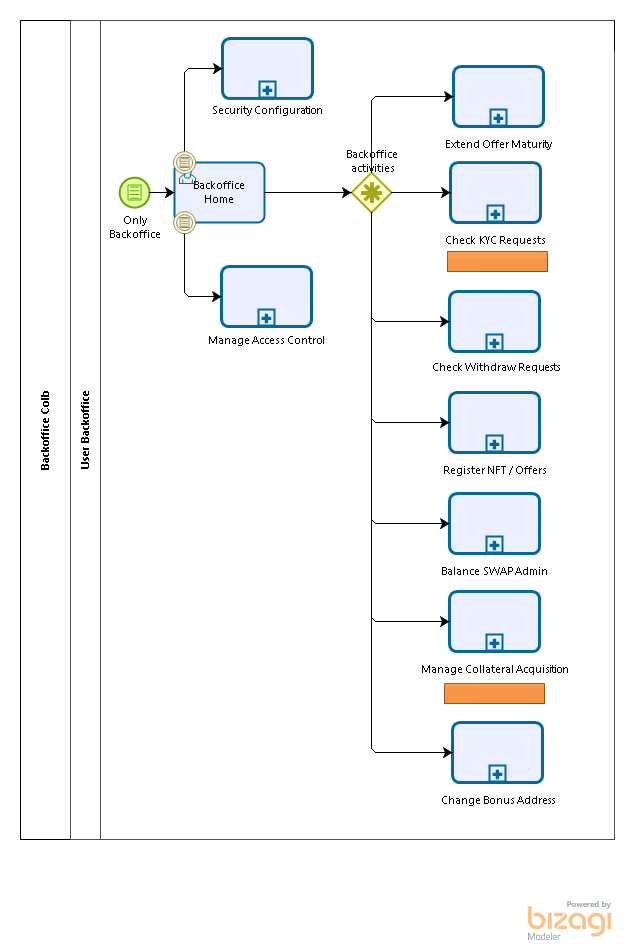 Security Configuration
Extend Offer Maturity
Backoffice
activities
Backoffice
Home
Only
Backoffice
Check KYC Requests
Manage Access Control
Check Withdraw Requests
Backoffice Colb
User Backoffice
Register NFT / Offers
Balance SWAP Admin
Manage Collateral Acquisition
Change Bonus Address
Powered by
bizagi
Modeler